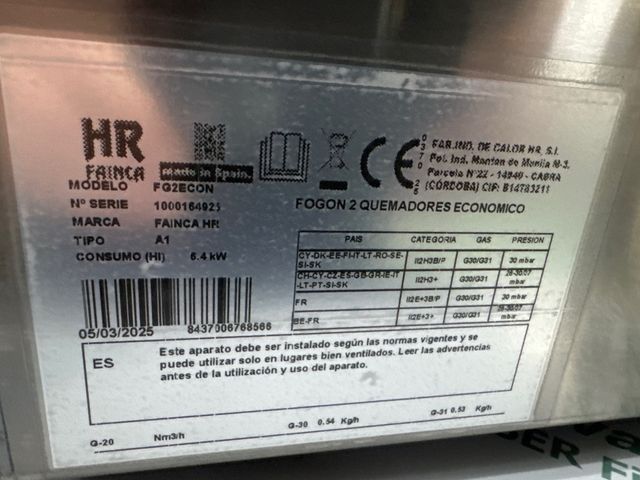 HR
FAINCA
made in Spain.
CE
0370
25
FAB.IND. DE CALOR HR, S.L
Pol. Ind. Manton de Manila M-3.
Parcela Nº22 - 14940 - CABRA
(CÓRDOBA) CIF: B14783211
MODELO FG2ECON
Nº SERIE 1000164925
MARCA FAINCA HR
TIPO A1
CONSUMO (HI) 6.4 kW
FOGON 2 QUEMADORES ECONOMICO
PAIS CATEGORIA GAS PRESION
CY-DK-EE-FI-IT-LT-RO-SE-SI-SK II2H3B/P G30/G31 30 mbar
CH-CY-CZ-ES-GB-GR-IE-IT-LT-PT-SI-SK II2H3+ G30/G31 28-30/37 mbar
FR II2E+3B/P G30/G31 30 mbar
BE-FR II2E+3+ G30/G31 28-30/37 mbar
05/03/2025 8437006768566
ES
Este aparato debe ser instalado según las normas vigentes y se
puede utilizar solo en lugares bien ventilados. Leer las advertencias
antes de la utilización y uso del aparato.
G-20 Nm3/h G-30 0.54 Kg/h G-31 0.53 Kg/h